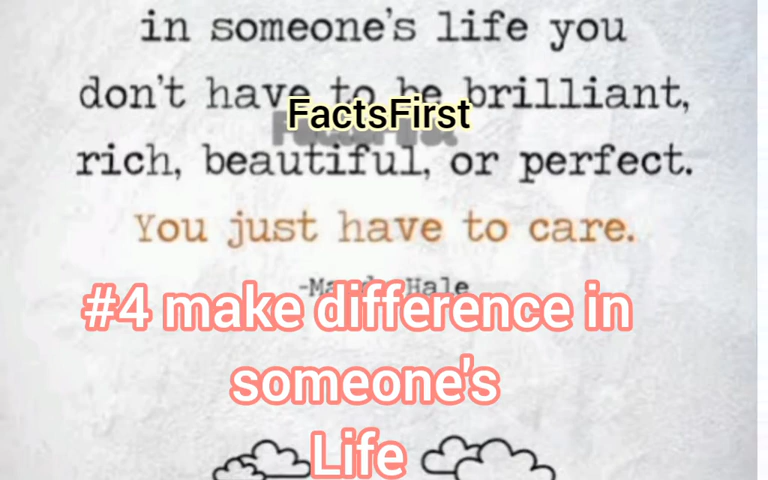 in someone's life you
don't have to be brilliant,
FactsFirst
rich, beautiful, or perfect.
You just have to care.
Hale
#4 make difference in
someone's
Life